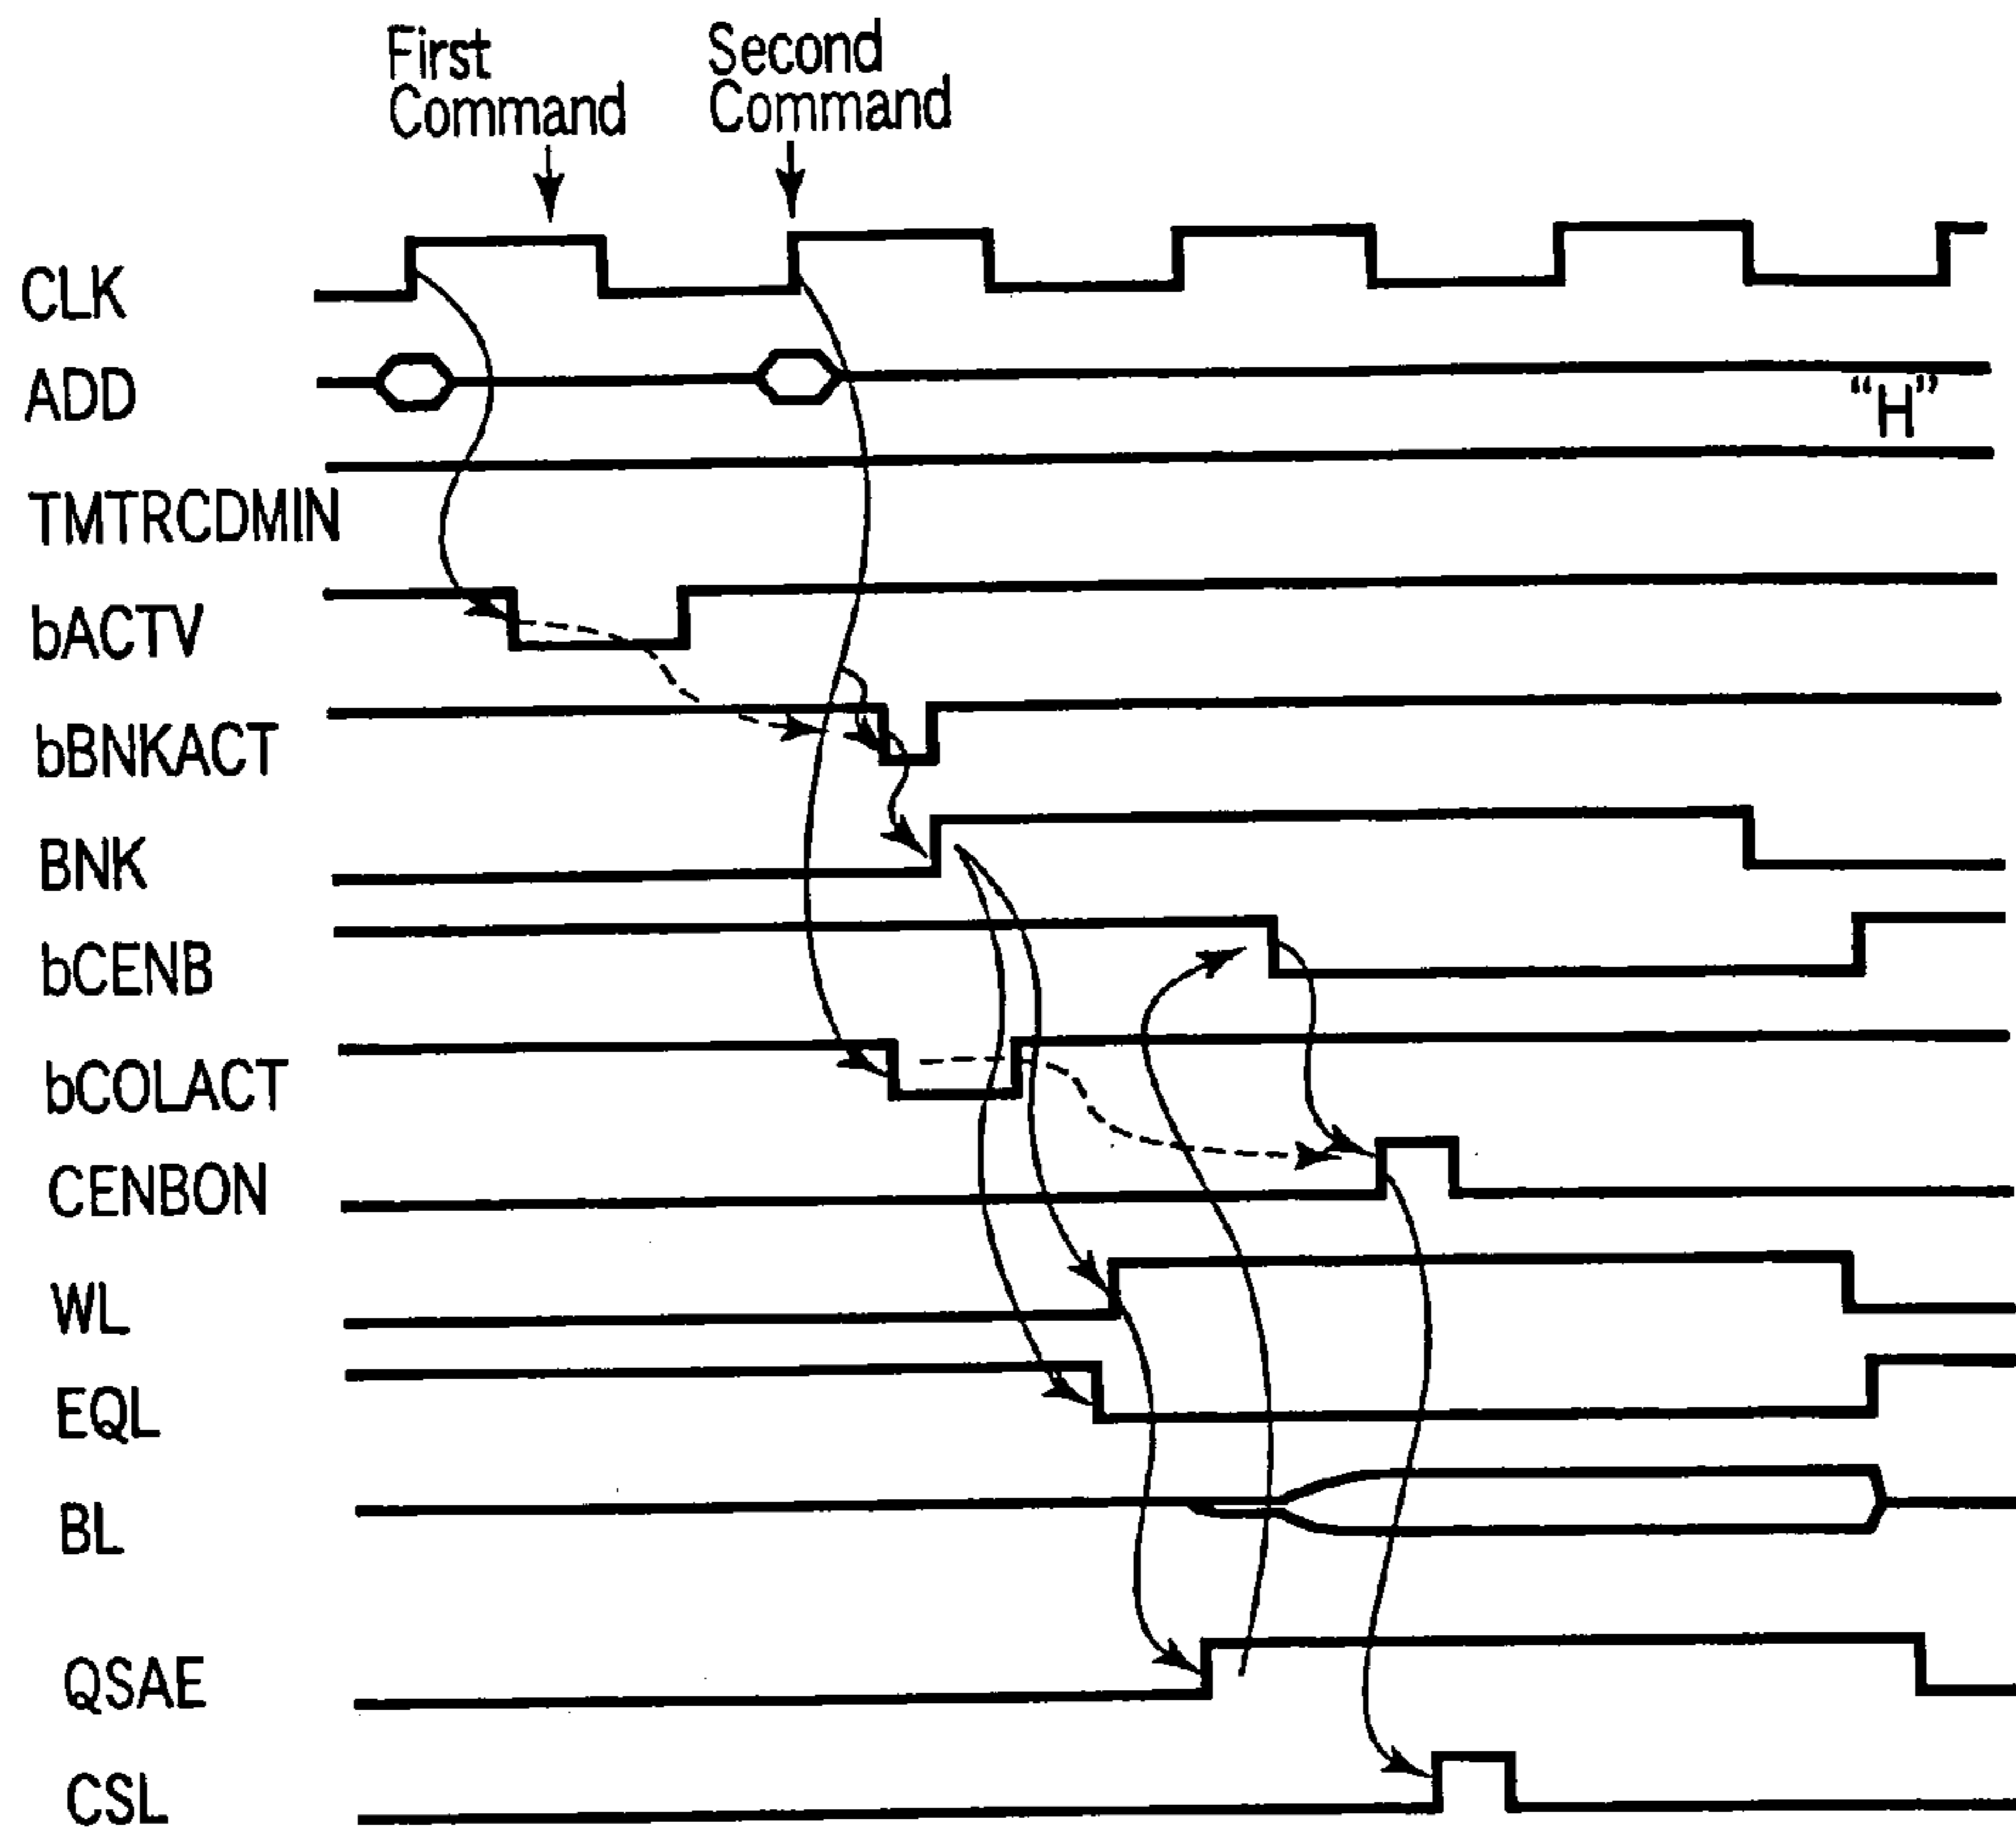 First
Command
Second
Command
CLK
ADD
"H"
TMTRCDMIN
bACTV
bBNKACT
BNK
bCENB
bCOLACT
CENBON
WL
EQL
BL
QSAE
CSL